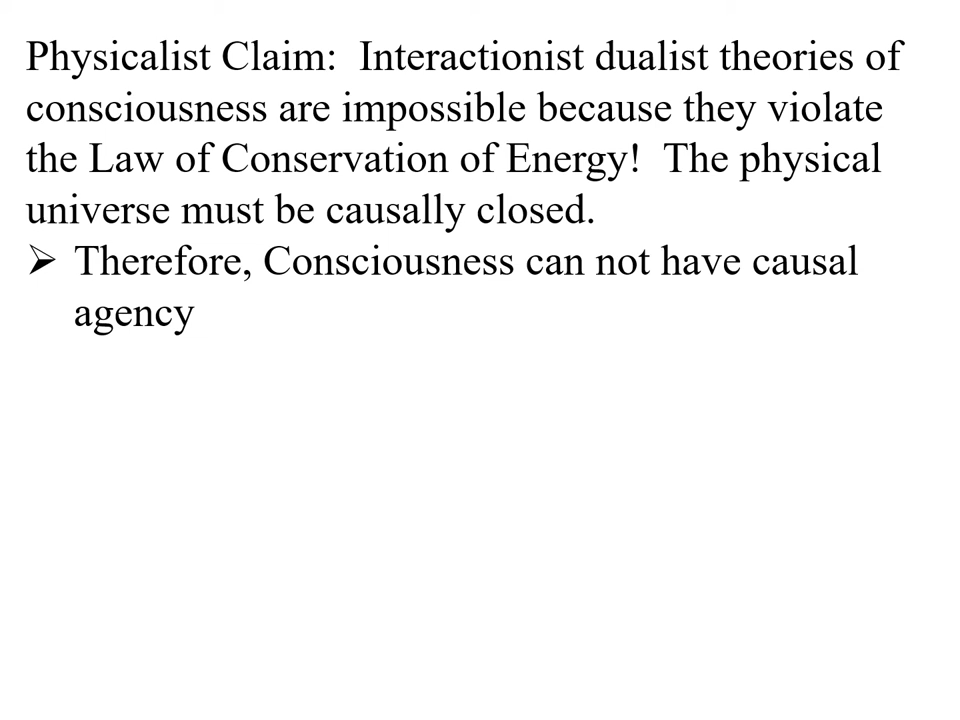 Physicalist Claim:  Interactionist dualist theories of
consciousness are impossible because they violate
the Law of Conservation of Energy!  The physical
universe must be causally closed.
➢ Therefore, Consciousness can not have causal
agency